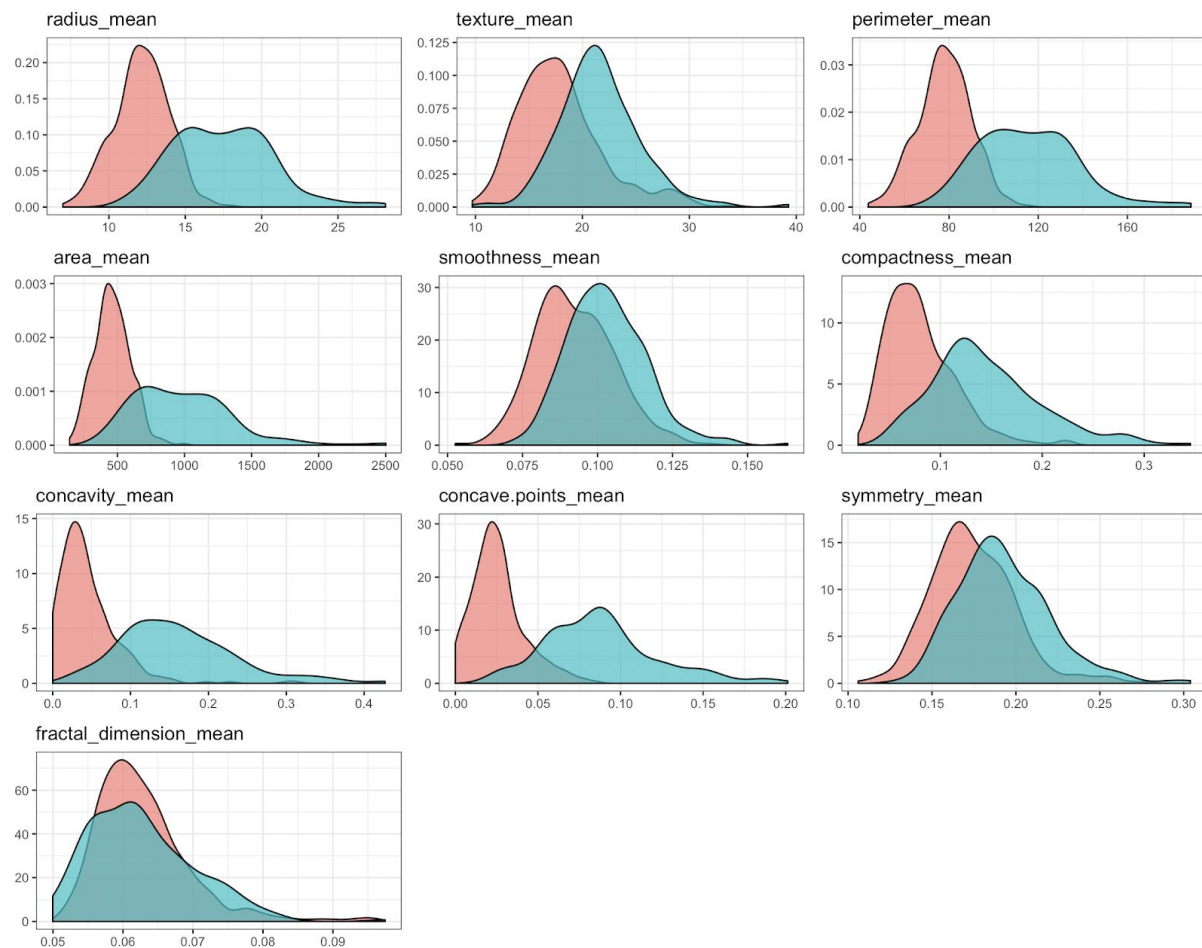 radius_mean
0.20
0.15
0.10
0.05
0.00
10 15 20 25
texture_mean
0.125
0.100
0.075
0.050
0.025
0.000
10 20 30 40
perimeter_mean
0.03
0.02
0.01
0.00
40 80 120 160
area_mean
0.003
0.002
0.001
0.000
500 1000 1500 2000 2500
smoothness_mean
30
20
10
0
0.050 0.075 0.100 0.125 0.150
compactness_mean
10
5
0
0.1 0.2 0.3
concavity_mean
15
10
5
0
0.0 0.1 0.2 0.3 0.4
concave.points_mean
30
20
10
0
0.00 0.05 0.10 0.15 0.20
symmetry_mean
15
10
5
0
0.10 0.15 0.20 0.25 0.30
fractal_dimension_mean
60
40
20
0
0.05 0.06 0.07 0.08 0.09